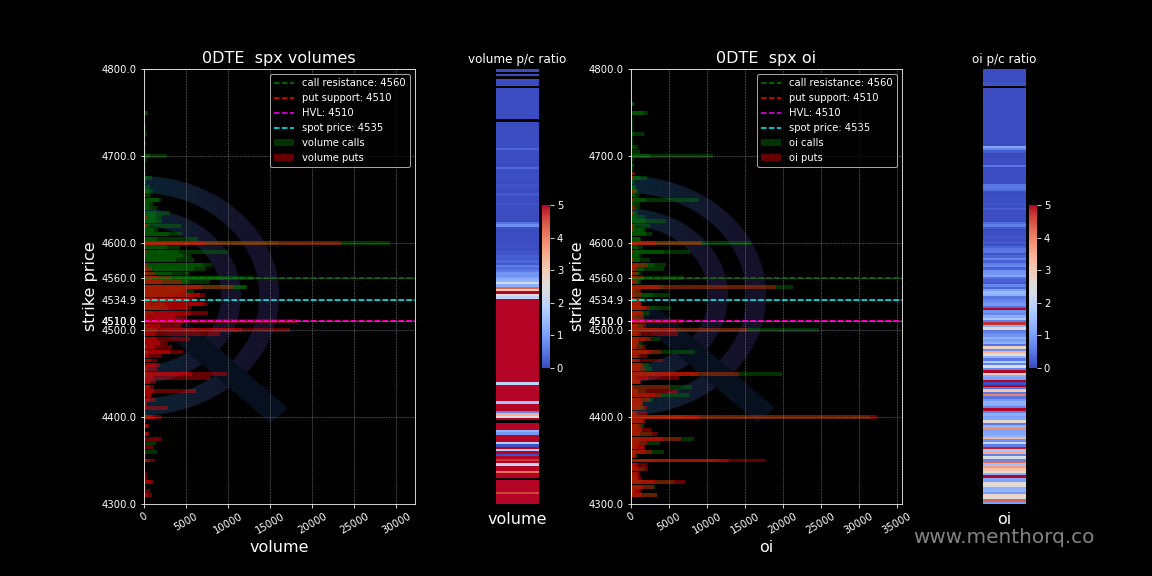 0DTE spx volumes
volume p/c ratio
0DTE spx oi
oi p/c ratio
4800.0
4700.0
4600.0
4560.0
4534.9
4510.0
4500.0
4400.0
4300.0
strike price
call resistance: 4560
put support: 4510
HVL: 4510
spot price: 4535
volume calls
volume puts
0
5000
10000
15000
20000
25000
30000
volume
5
4
3
2
1
0
volume
4800.0
4700.0
4600.0
4560.0
4534.9
4510.0
4500.0
4400.0
4300.0
strike price
call resistance: 4560
put support: 4510
HVL: 4510
spot price: 4535
oi calls
oi puts
0
5000
10000
15000
20000
25000
30000
35000
oi
5
4
3
2
1
0
oi
www.menthorq.co